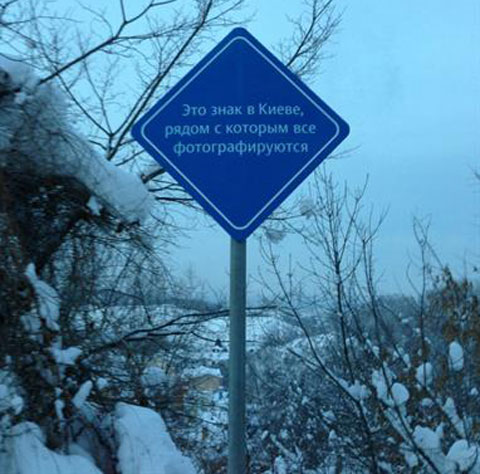 Это знак в Киеве,
рядом с которым все
фотографируются